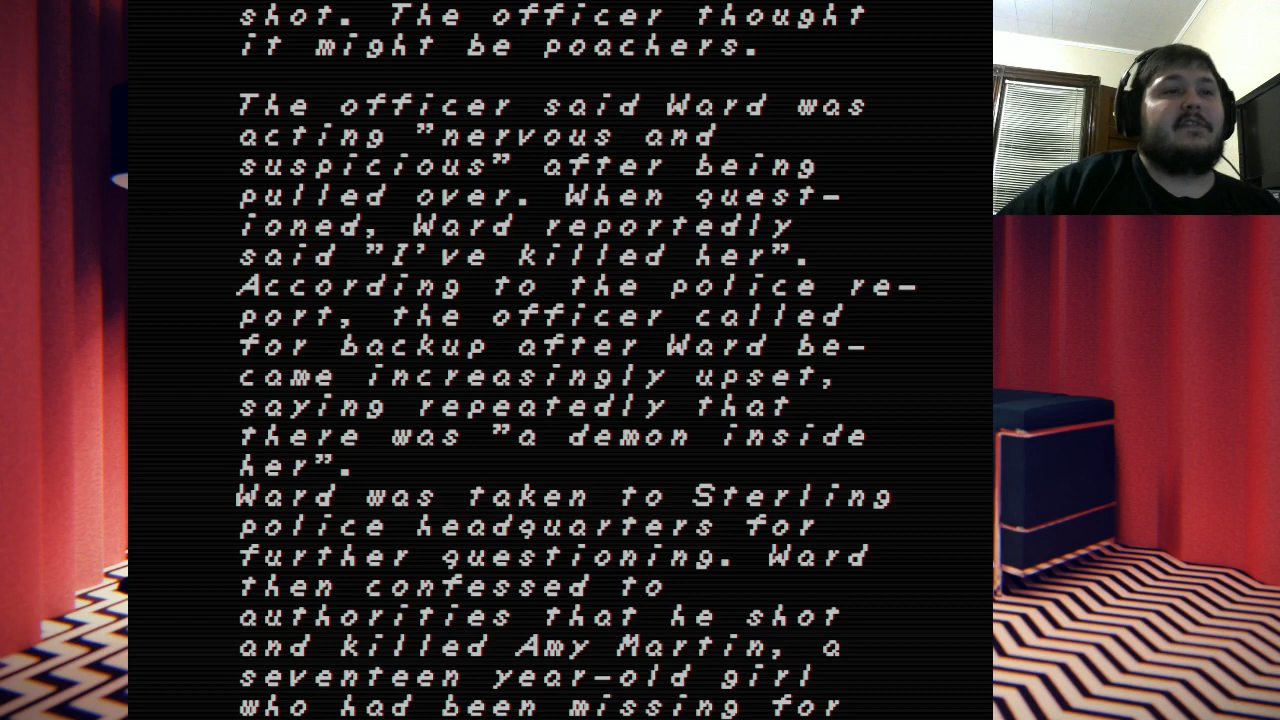 shot. The officer thought
it might be poachers.
The officer said Ward was
acting "nervous and
suspicious" after being
pulled over. When quest-
ioned, Ward reportedly
said "I've killed her".
According to the police re-
port, the officer called
for backup after Ward be-
came increasingly upset,
saying repeatedly that
there was "a demon inside
her".
Ward was taken to Sterling
police headquarters for
further questioning. Ward
then confessed to
authorities that he shot
and killed Amy Martin, a
seventeen year-old girl
who had been missing for